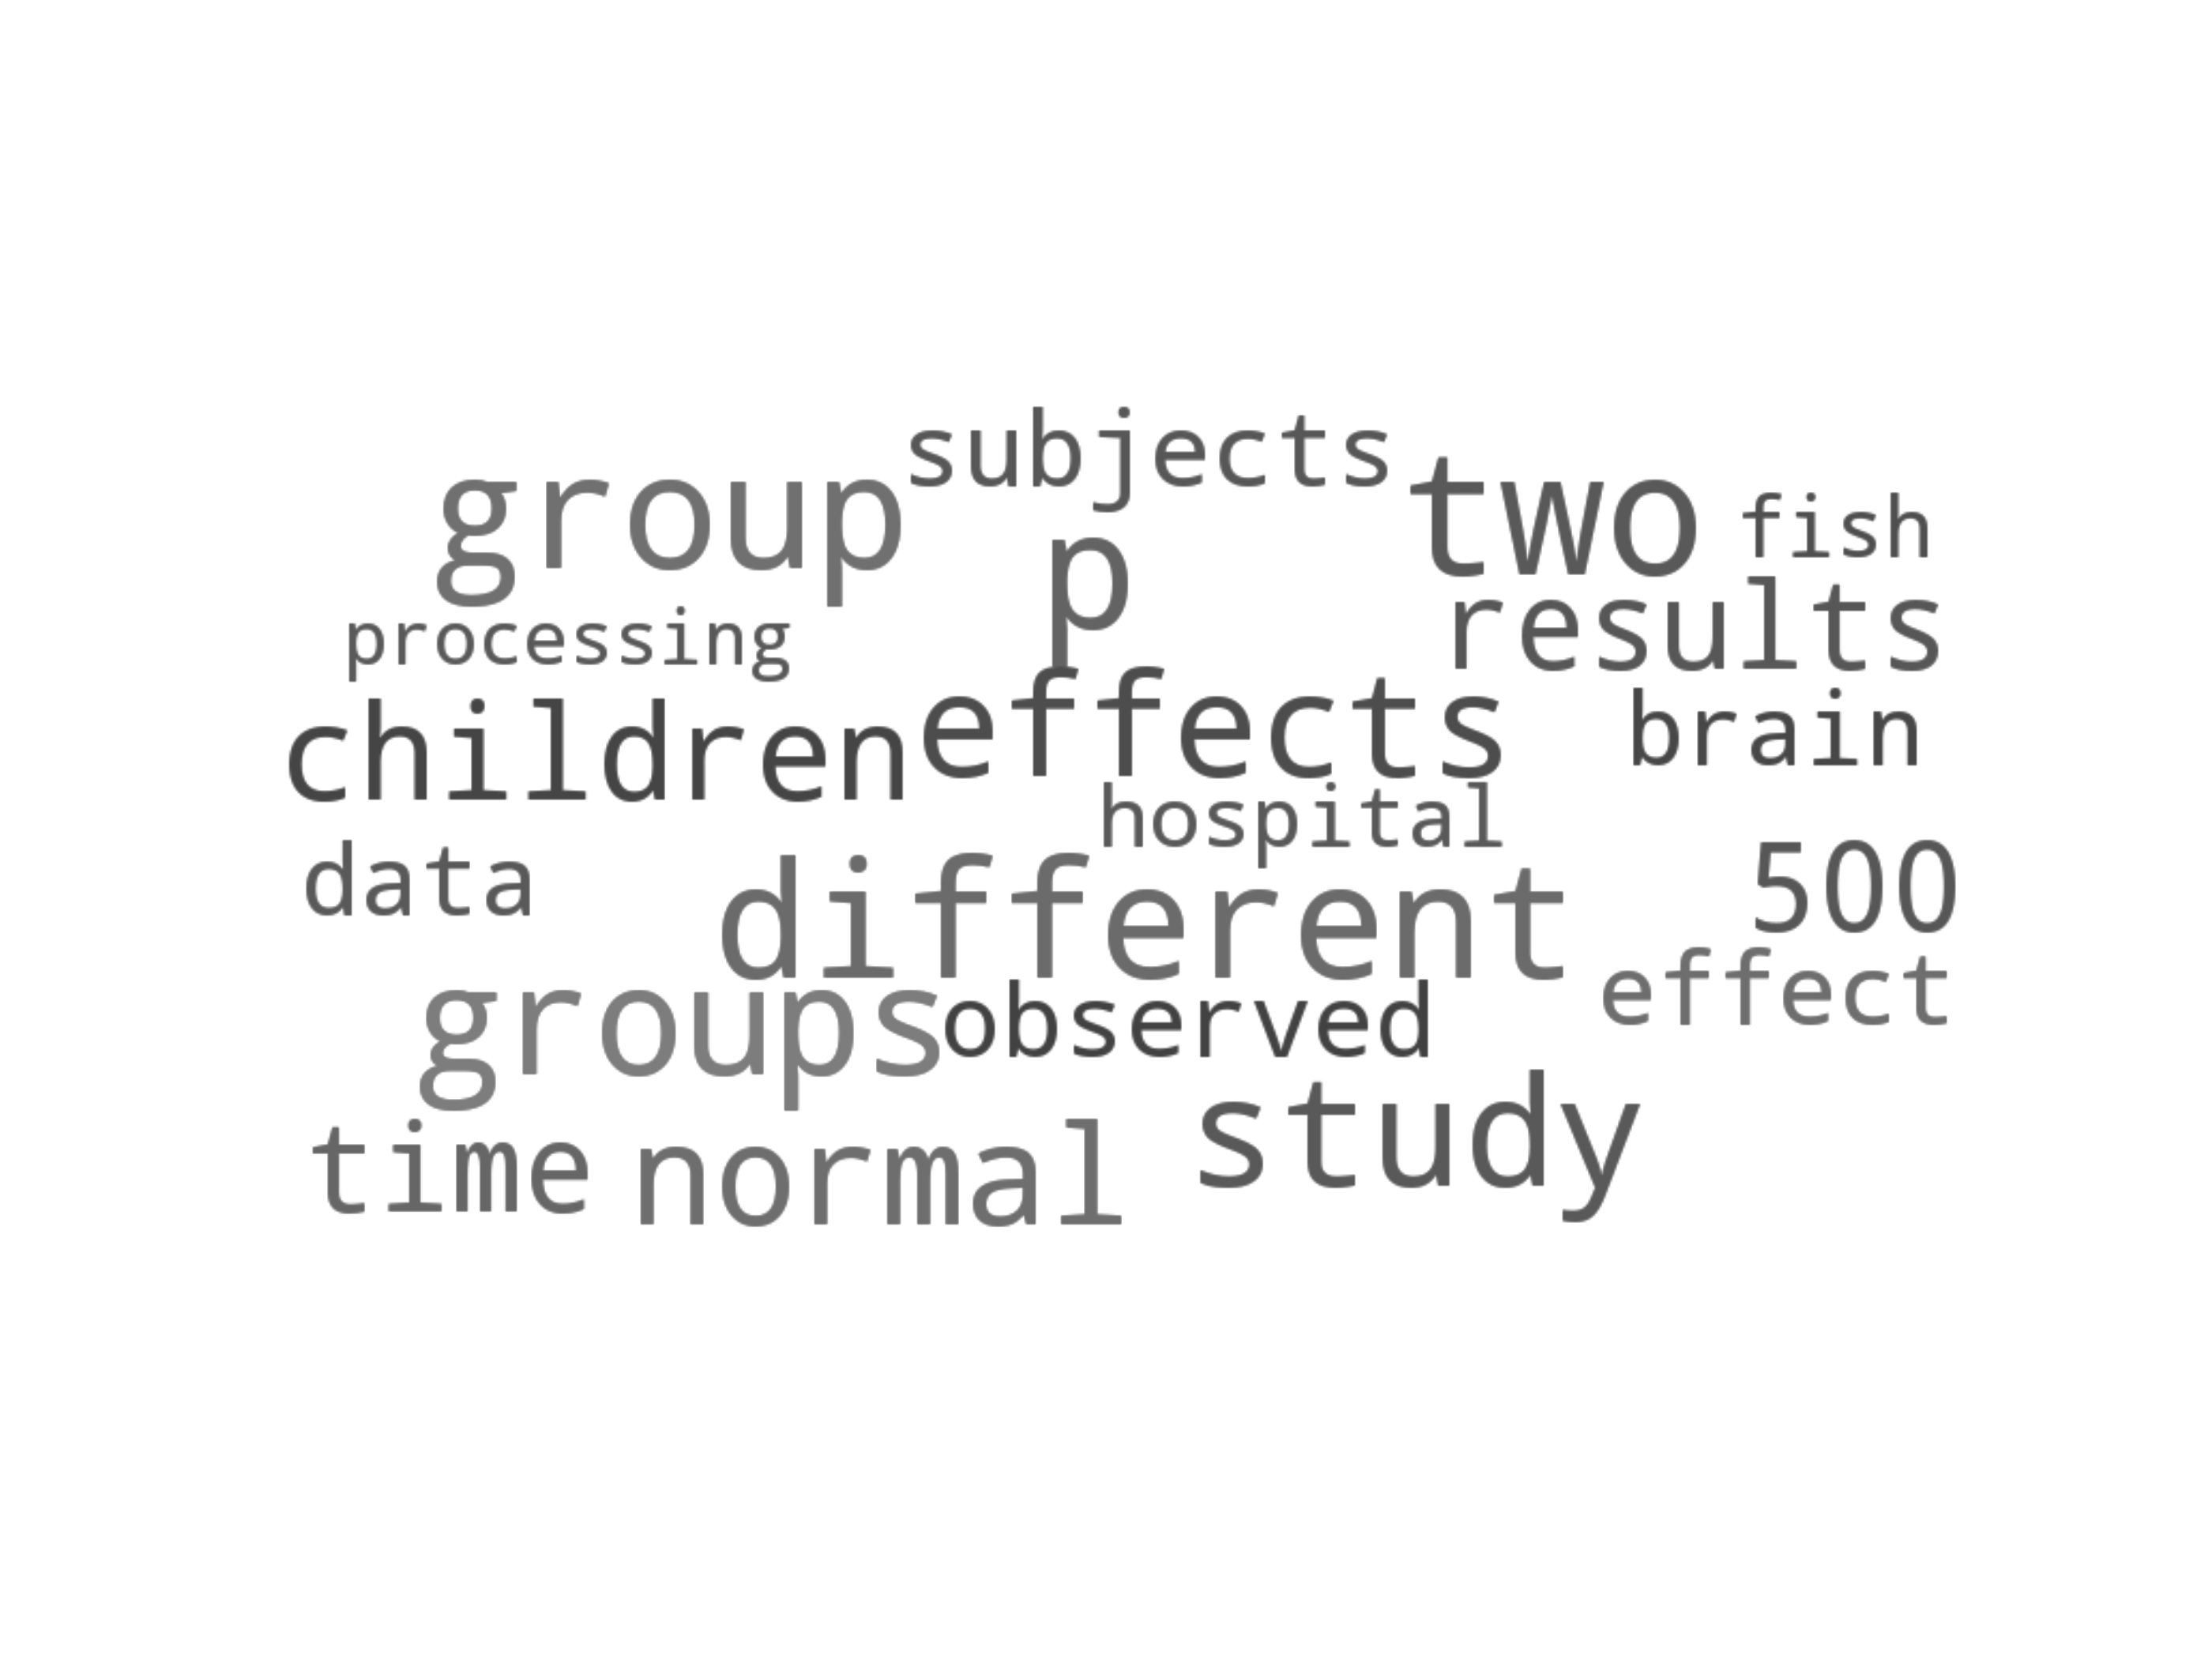 subjects
group two fish
p
processing results
children effects brain
hospital
data different 500
groups observed effect
time normal study